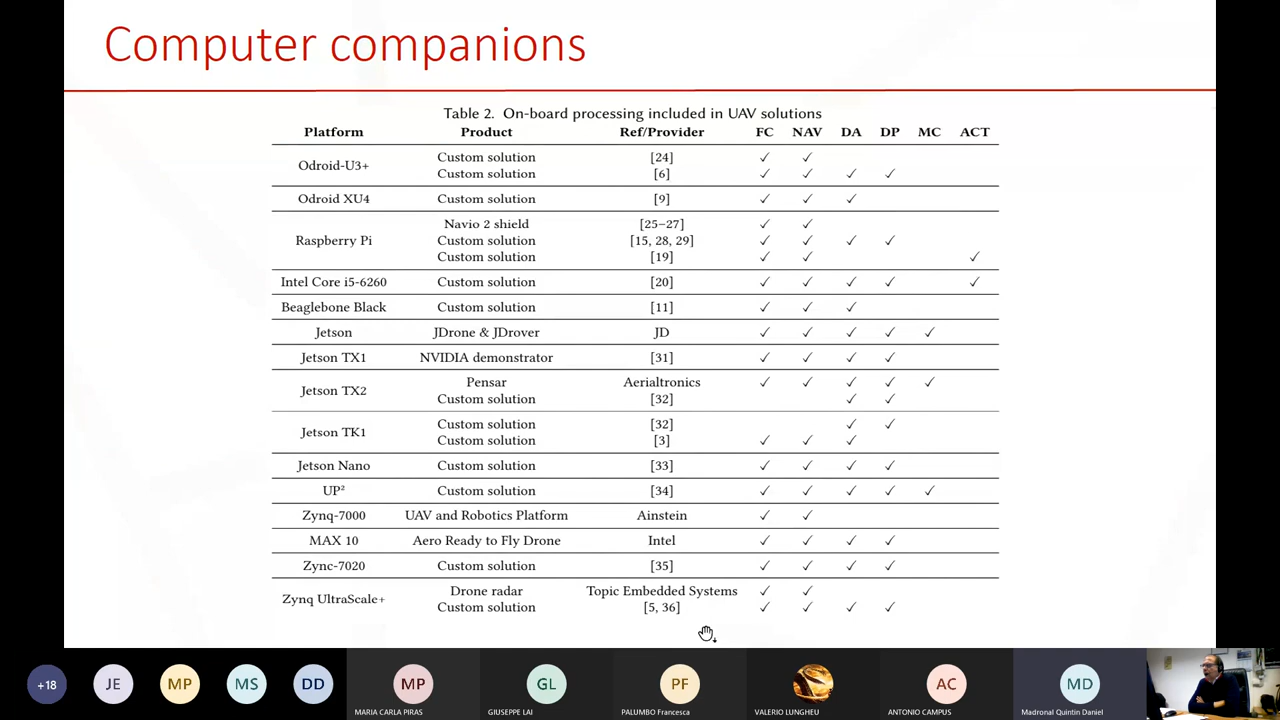 Computer companions
Table 2. On-board processing included in UAV solutions
Platform Product Ref/Provider FC NAV DA DP MC ACT
Odroid-U3+
Custom solution [24] ✓ ✓
Custom solution [6] ✓ ✓ ✓ ✓
Odroid XU4 Custom solution [9] ✓ ✓ ✓
Raspberry Pi
Navio 2 shield [25–27] ✓ ✓
Custom solution [15, 28, 29] ✓ ✓ ✓ ✓
Custom solution [19] ✓ ✓ ✓
Intel Core i5-6260 Custom solution [20] ✓ ✓ ✓ ✓ ✓
Beaglebone Black Custom solution [11] ✓ ✓ ✓
Jetson JDrone & JDrover JD ✓ ✓ ✓ ✓ ✓
Jetson TX1 NVIDIA demonstrator [31] ✓ ✓ ✓ ✓
Jetson TX2
Pensar Aerialtronics ✓ ✓ ✓ ✓ ✓
Custom solution [32] ✓ ✓
Jetson TK1
Custom solution [32] ✓ ✓
Custom solution [3] ✓ ✓ ✓
Jetson Nano Custom solution [33] ✓ ✓ ✓ ✓
UP² Custom solution [34] ✓ ✓ ✓ ✓ ✓
Zynq-7000 UAV and Robotics Platform Ainstein ✓ ✓
MAX 10 Aero Ready to Fly Drone Intel ✓ ✓ ✓ ✓
Zync-7020 Custom solution [35] ✓ ✓ ✓ ✓
Zynq UltraScale+
Drone radar Topic Embedded Systems ✓ ✓
Custom solution [5, 36] ✓ ✓ ✓ ✓
+18 JE MP MS DD MP GL PF AC MD
MARIA CARLA PIRAS GIUSEPPE LAI PALUMBO Francesca VALERIO LUNGHEU ANTONIO CAMPUS Madronal Quintin Daniel